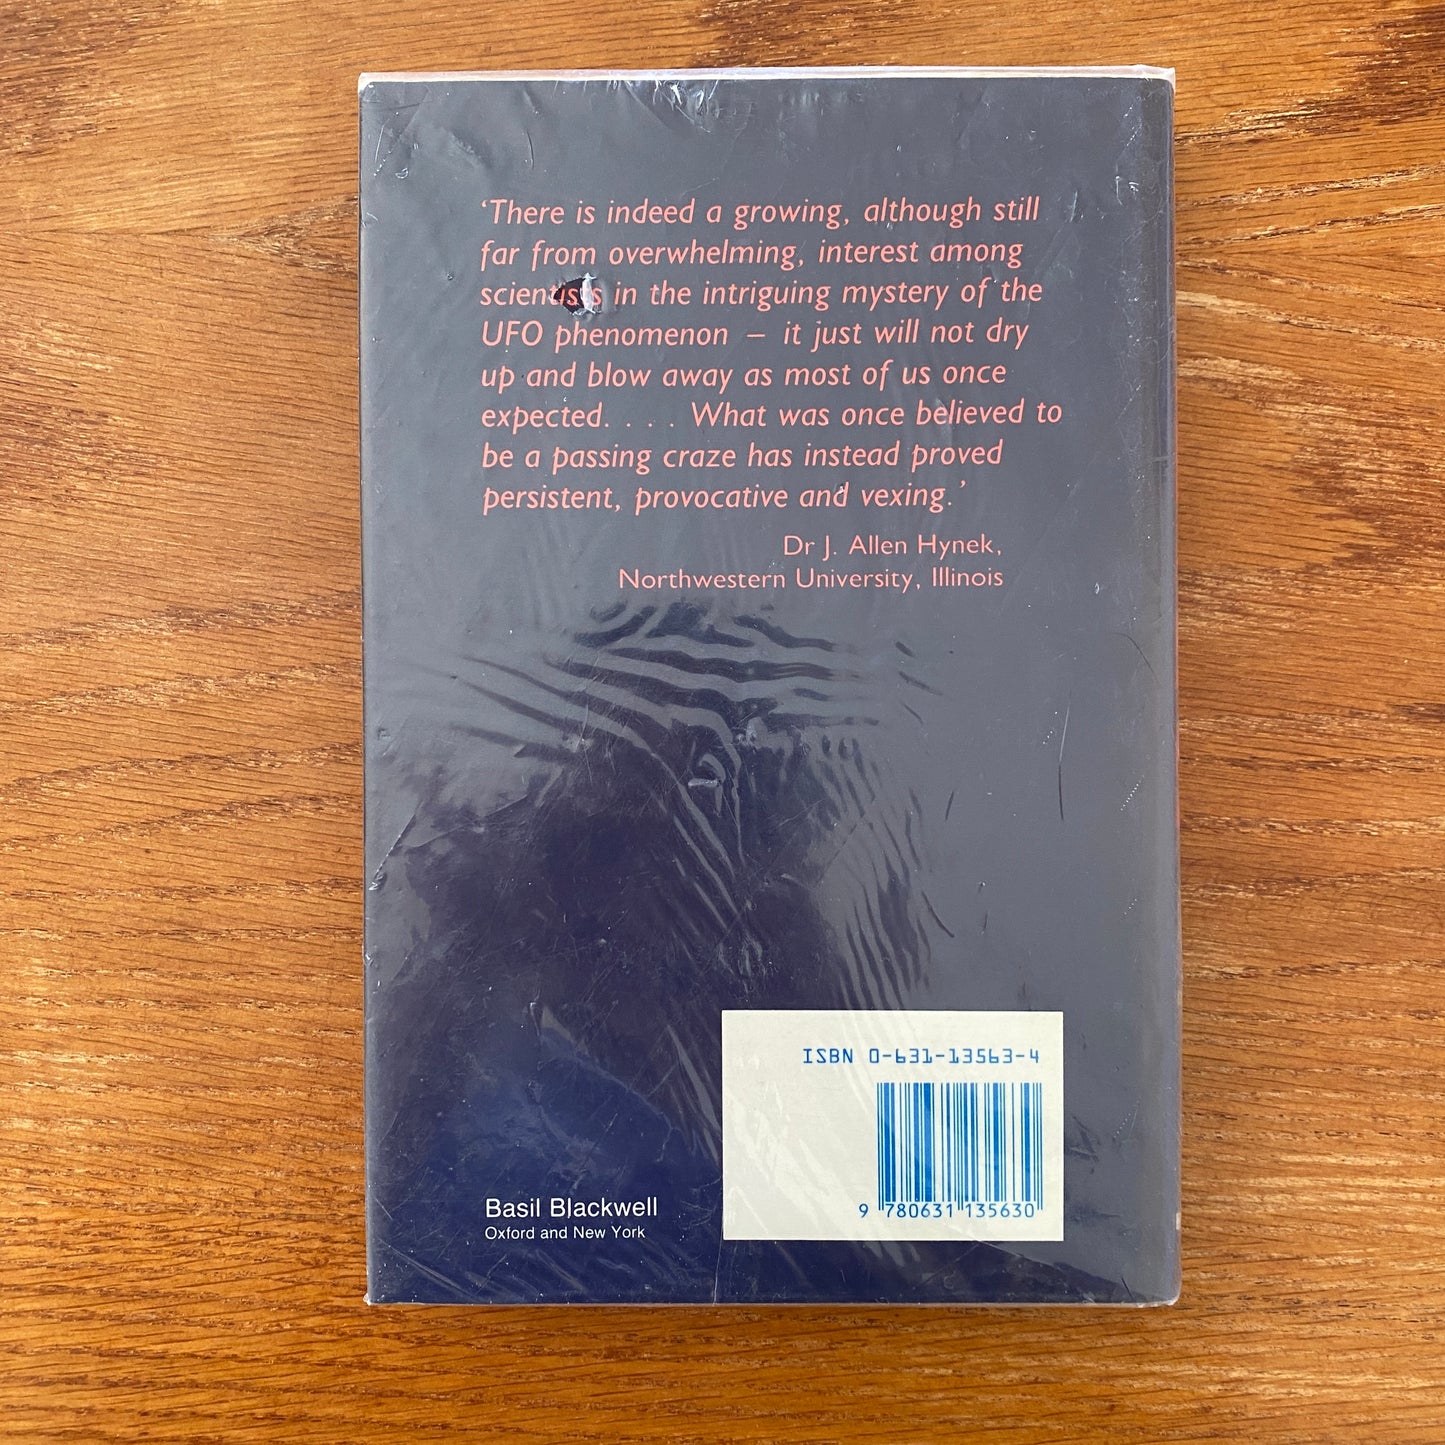 ‘There is indeed a growing, although still
far from overwhelming, interest among
scientists in the intriguing mystery of the
UFO phenomenon – it just will not dry
up and blow away as most of us once
expected. . . . What was once believed to
be a passing craze has instead proved
persistent, provocative and vexing.’
Dr J. Allen Hynek,
Northwestern University, Illinois
ISBN 0-631-13563-4
9 780631 135630
Basil Blackwell
Oxford and New York